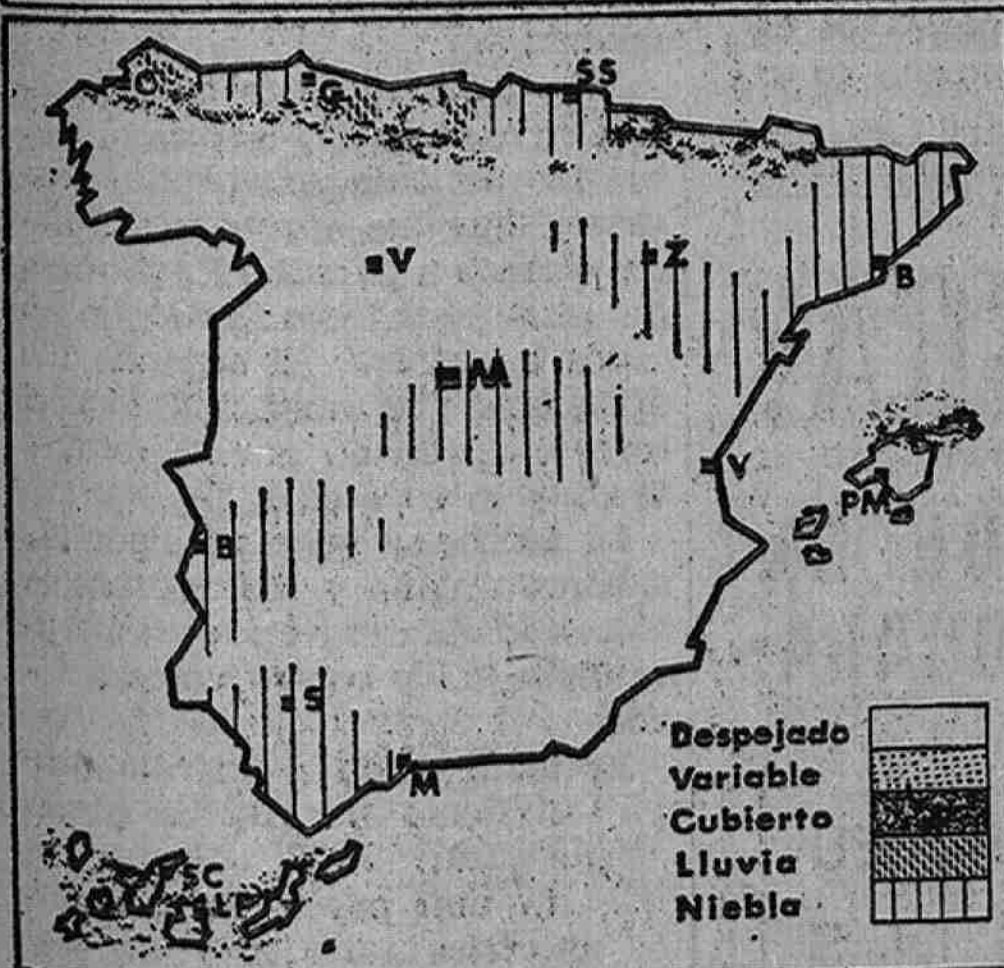 SS
C
G
V
Z
B
M
V
PM
B
S
M
SC
LP
Despejado
Variable
Cubierto
Lluvia
Niebla